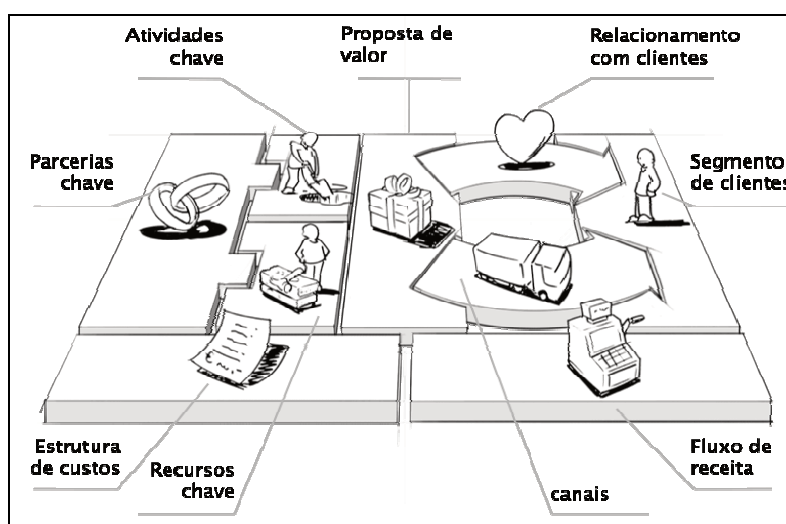 Atividades
chave
Proposta de
valor
Relacionamento
com clientes
Parcerias
chave
Segmento
de clientes
Estrutura
de custos
Recursos
chave
canais
Fluxo de
receita